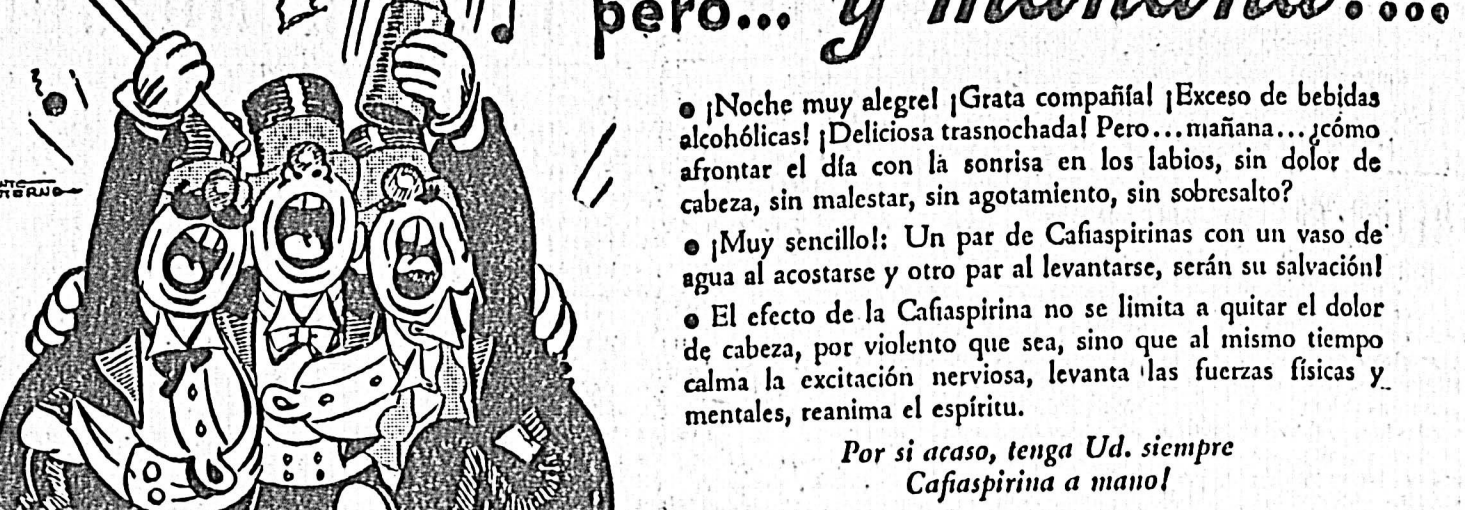 pero... y mañana.....
● ¡Noche muy alegre! ¡Grata compañía! ¡Exceso de bebidas
alcohólicas! ¡Deliciosa trasnochada! Pero...mañana...¿cómo
afrontar el día con la sonrisa en los labios, sin dolor de
cabeza, sin malestar, sin agotamiento, sin sobresalto?
● ¡Muy sencillo!: Un par de Cafiaspirinas con un vaso de
agua al acostarse y otro par al levantarse, serán su salvación!
● El efecto de la Cafiaspirina no se limita a quitar el dolor
de cabeza, por violento que sea, sino que al mismo tiempo
calma la excitación nerviosa, levanta las fuerzas físicas y
mentales, reanima el espíritu.
Por si acaso, tenga Ud. siempre
Cafiaspirina a mano!